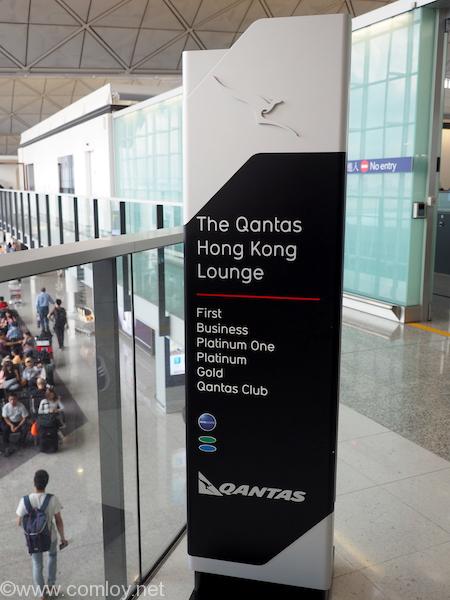 人 No entry
The Qantas
Hong Kong
Lounge
First
Business
Platinum One
Platinum
Gold
Qantas Club
QANTAS
©www.comloy.net